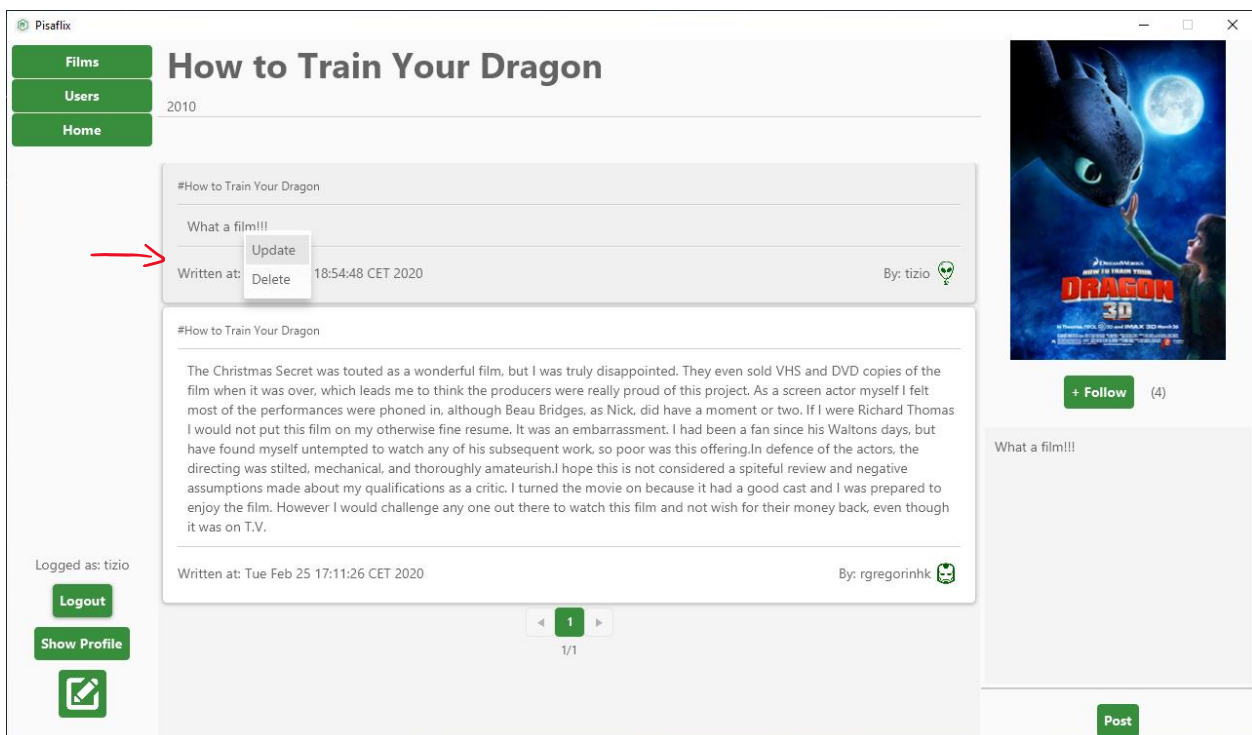 Pisaflix
Films
Users
Home
How to Train Your Dragon
2010
#How to Train Your Dragon
What a film!!!
Update
Delete
Written at: 18:54:48 CET 2020
By: tizio
#How to Train Your Dragon
The Christmas Secret was touted as a wonderful film, but I was truly disappointed. They even sold VHS and DVD copies of the
film when it was over, which leads me to think the producers were really proud of this project. As a screen actor myself I felt
most of the performances were phoned in, although Beau Bridges, as Nick, did have a moment or two. If I were Richard Thomas
I would not put this film on my otherwise fine resume. It was an embarrassment. I had been a fan since his Waltons days, but
have found myself untempted to watch any of his subsequent work, so poor was this offering.In defence of the actors, the
directing was stilted, mechanical, and thoroughly amateurish.I hope this is not considered a spiteful review and negative
assumptions made about my qualifications as a critic. I turned the movie on because it had a good cast and I was prepared to
enjoy the film. However I would challenge any one out there to watch this film and not wish for their money back, even though
it was on T.V.
Written at: Tue Feb 25 17:11:26 CET 2020
By: rgregorinhk
1
1/1
Logged as: tizio
Logout
Show Profile
DREAMWORKS
HOW TO TRAIN YOUR
DRAGON
3D
+ Follow
(4)
What a film!!!
Post